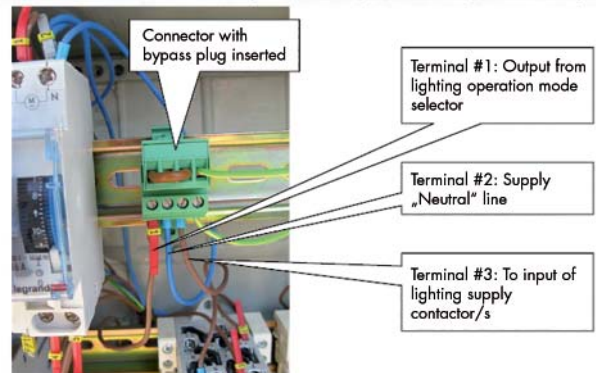 Connector with
bypass plug inserted
Terminal #1: Output from
lighting operation mode
selector
Terminal #2: Supply
„Neutral" line
Terminal #3: To input of
lighting supply
contactor/s
M
N
legrand